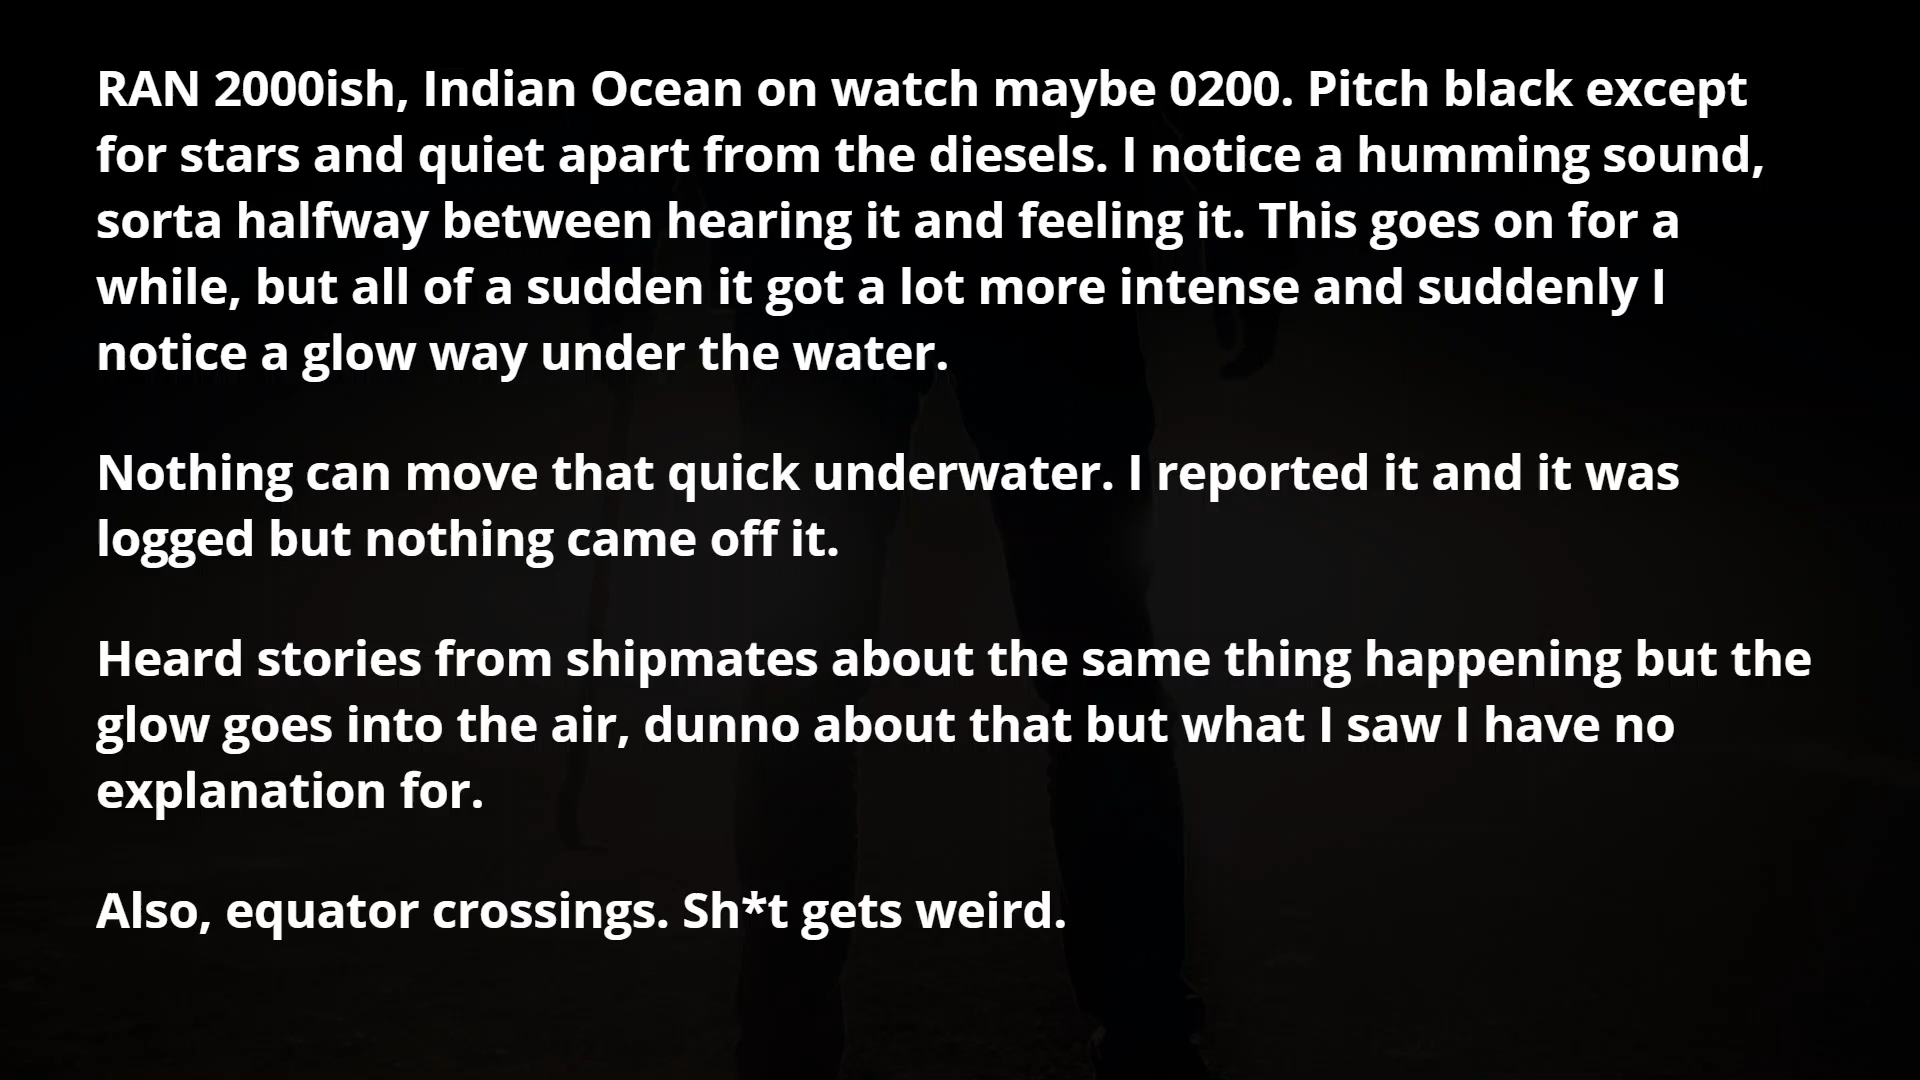 RAN 2000ish, Indian Ocean on watch maybe 0200. Pitch black except
for stars and quiet apart from the diesels. I notice a humming sound,
sorta halfway between hearing it and feeling it. This goes on for a
while, but all of a sudden it got a lot more intense and suddenly I
notice a glow way under the water.
Nothing can move that quick underwater. I reported it and it was
logged but nothing came off it.
Heard stories from shipmates about the same thing happening but the
glow goes into the air, dunno about that but what I saw I have no
explanation for.
Also, equator crossings. Sh*t gets weird.